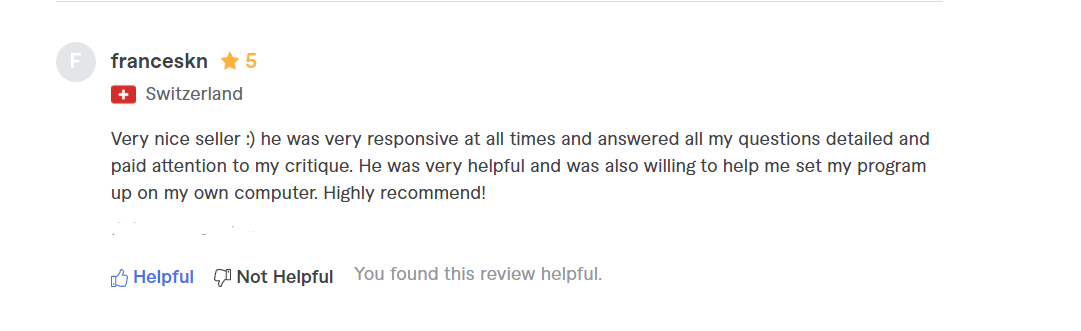 F
franceskn 5
Switzerland
Very nice seller :) he was very responsive at all times and answered all my questions detailed and
paid attention to my critique. He was very helpful and was also willing to help me set my program
up on my own computer. Highly recommend!
Helpful Not Helpful You found this review helpful.